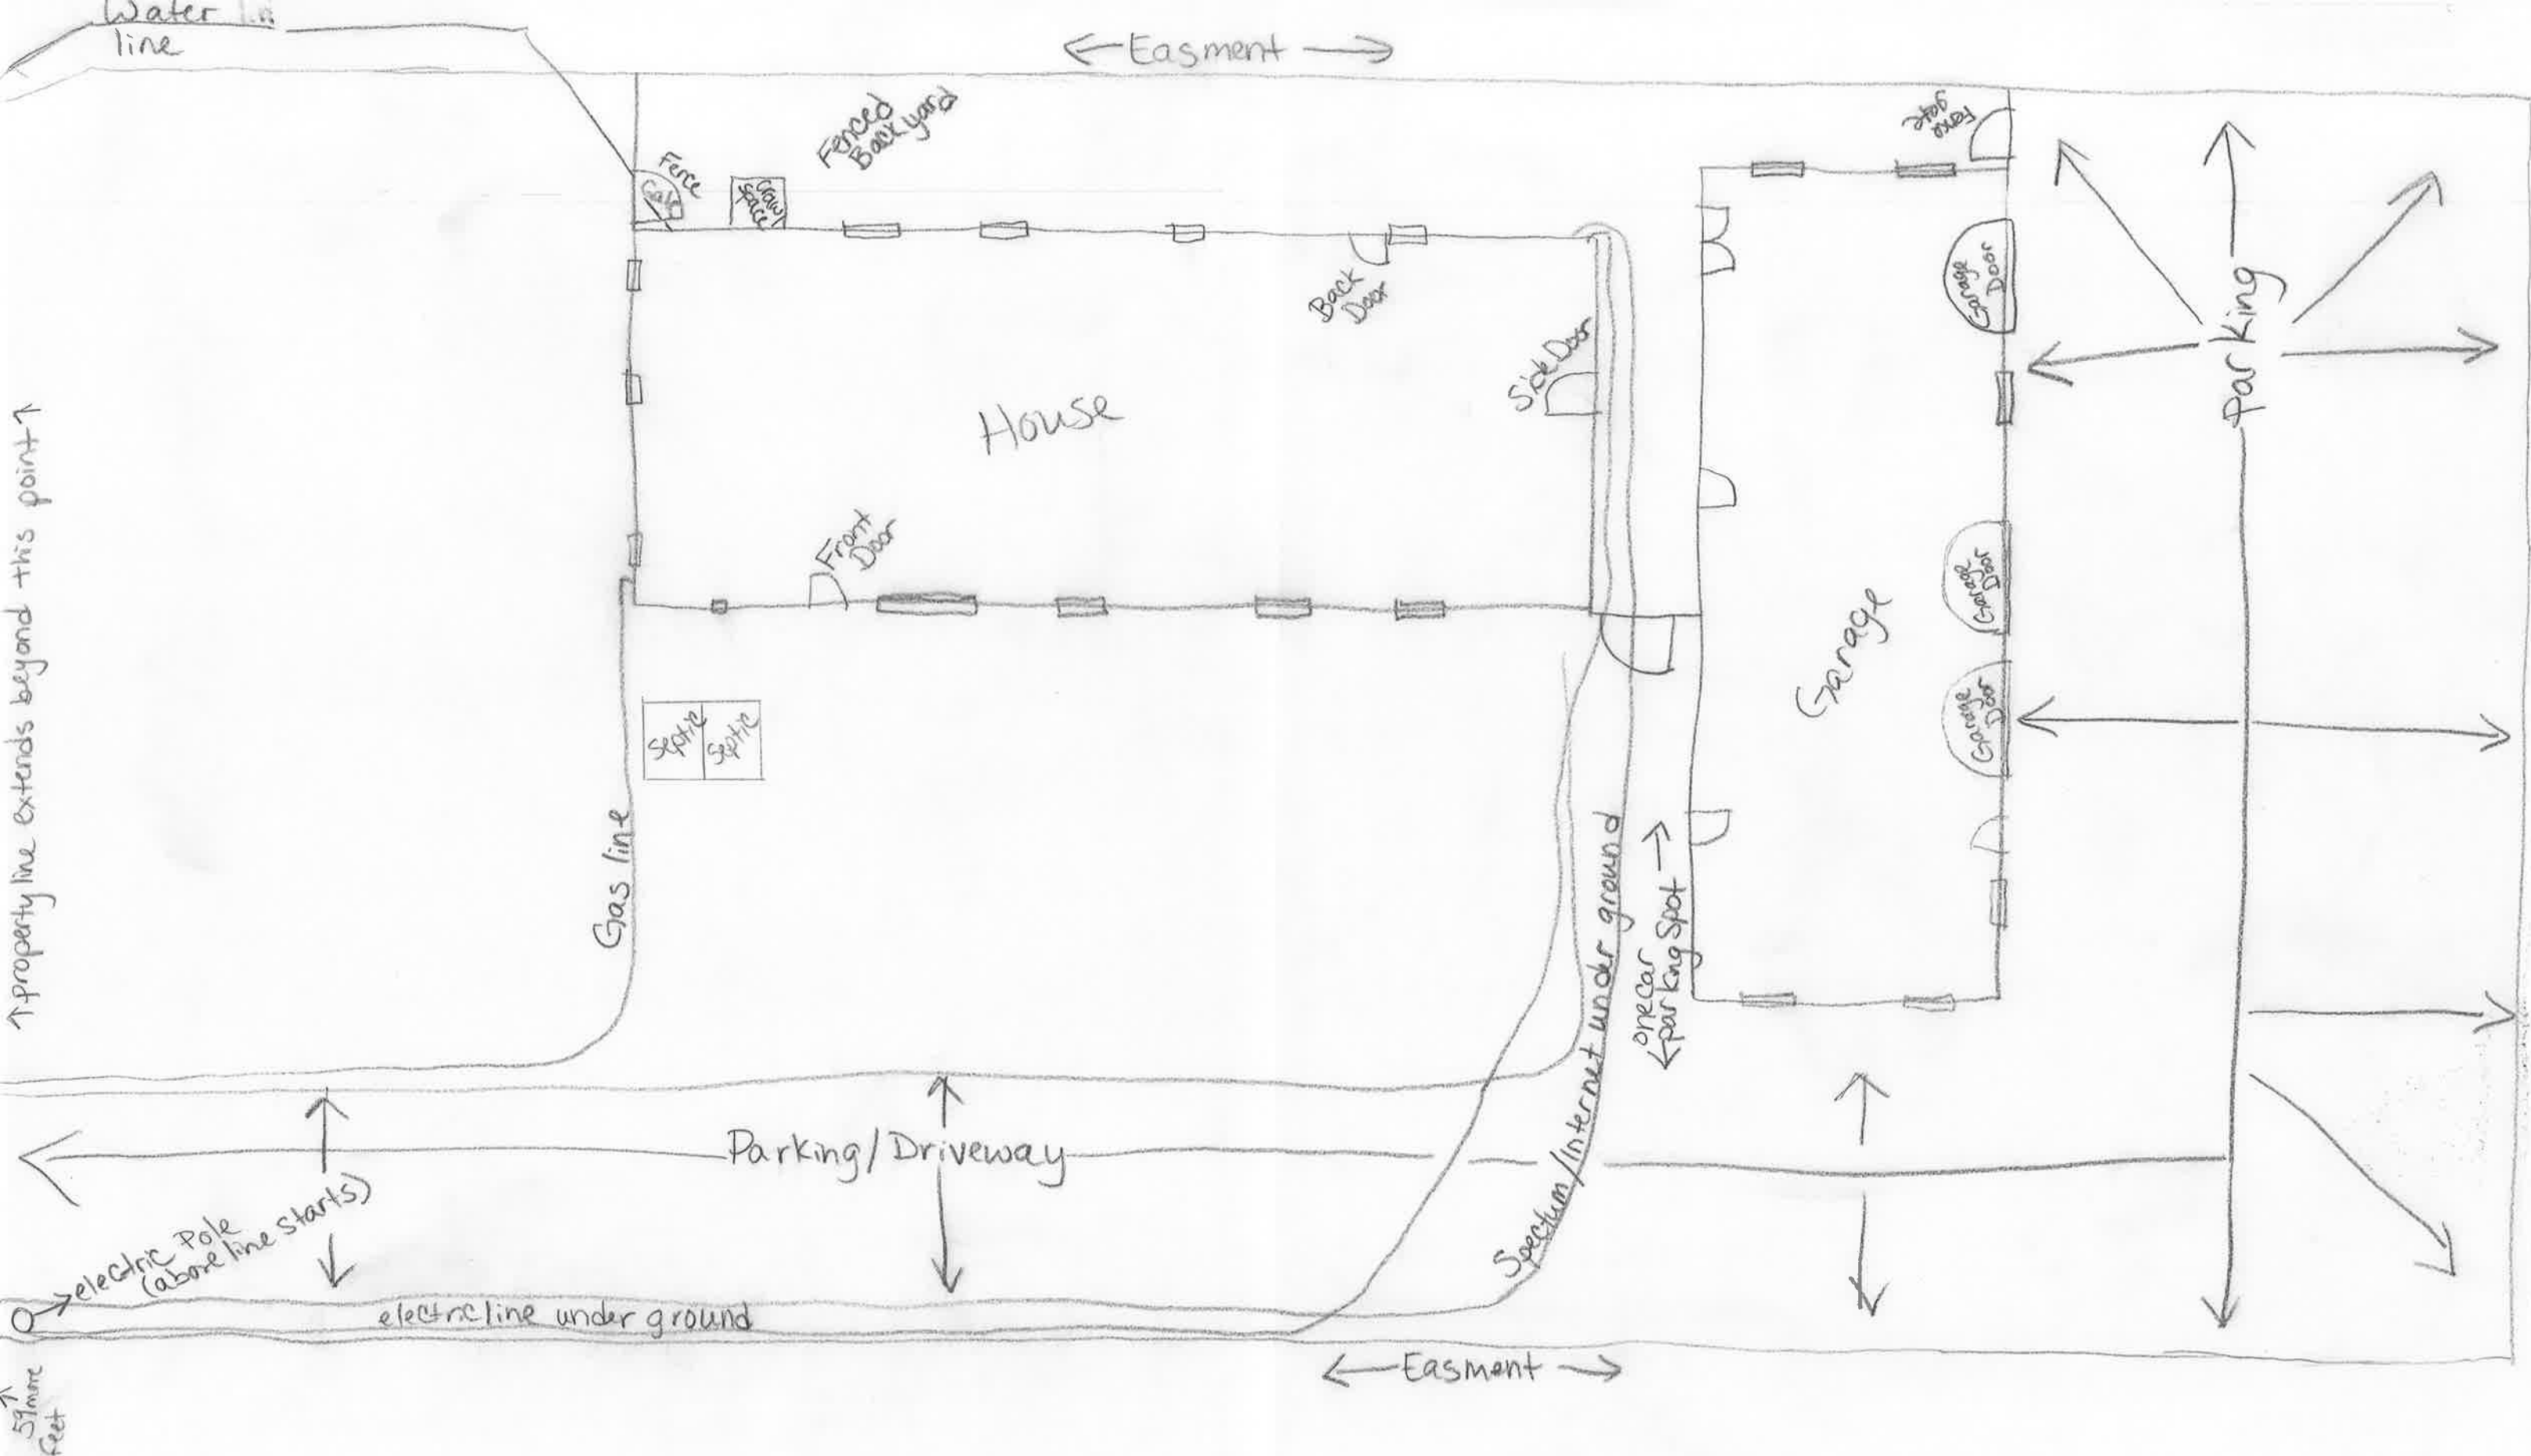 Water
line
←Easment→
Fenced
Back yard
Fence
gate
Fence
Gate
Crawl
Space
Garage
Door
Back
Door
Side Door
Parking
House
↑Property line extends beyond this point↑
Front
Door
Garage
Door
Garage
Garage
Door
Septic
Septic
Gas line
one car
←parking Spot→
Spectum/Internet under ground
Parking/Driveway
electric Pole
(above line starts)
electric line under ground
←Easment→
59 more
feet